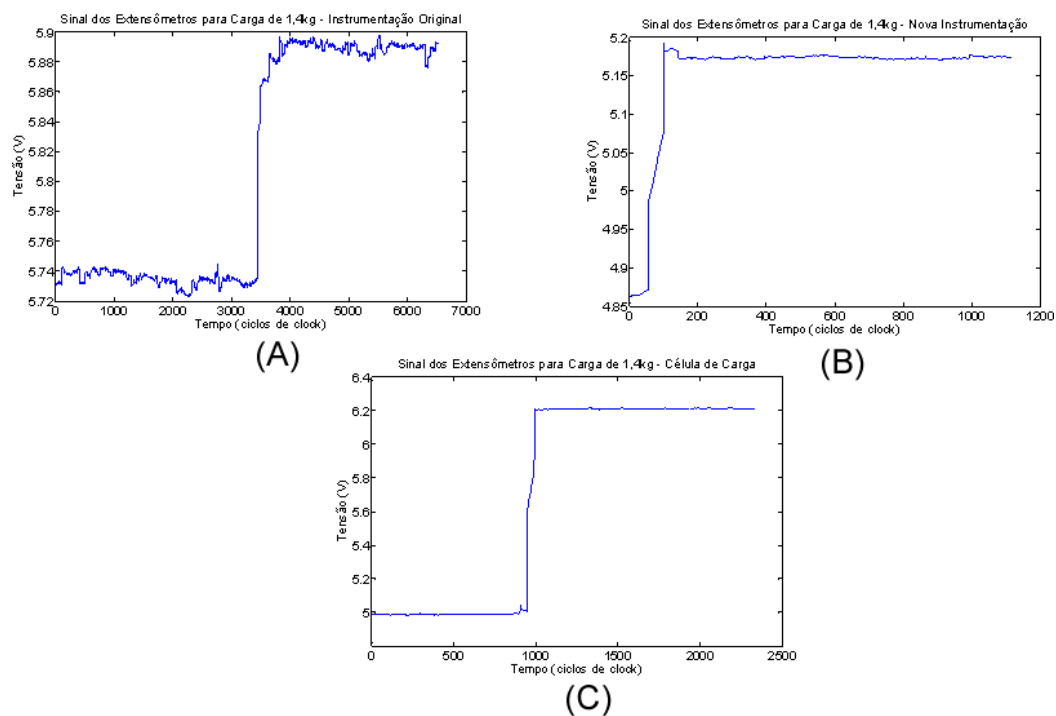 Sinal dos Extensômetros para Carga de 1,4kg - Instrumentação Original
5.9
5.88
5.86
5.84
5.82
5.8
5.78
5.76
5.74
5.72
Tensão (V)
0 1000 2000 3000 4000 5000 6000 7000
Tempo (ciclos de clock)
(A)
Sinal dos Extensômetros para Carga de 1,4kg - Nova Instrumentação
5.2
5.15
5.1
5.05
5
4.95
4.9
4.85
Tensão (V)
0 200 400 600 800 1000 1200
Tempo (ciclos de clock)
(B)
Sinal dos Extensômetros para Carga de 1,4kg - Célula de Carga
6.4
6.2
6
5.8
5.6
5.4
5.2
5
4.8
Tensão (V)
0 500 1000 1500 2000 2500
Tempo (ciclos de clock)
(C)